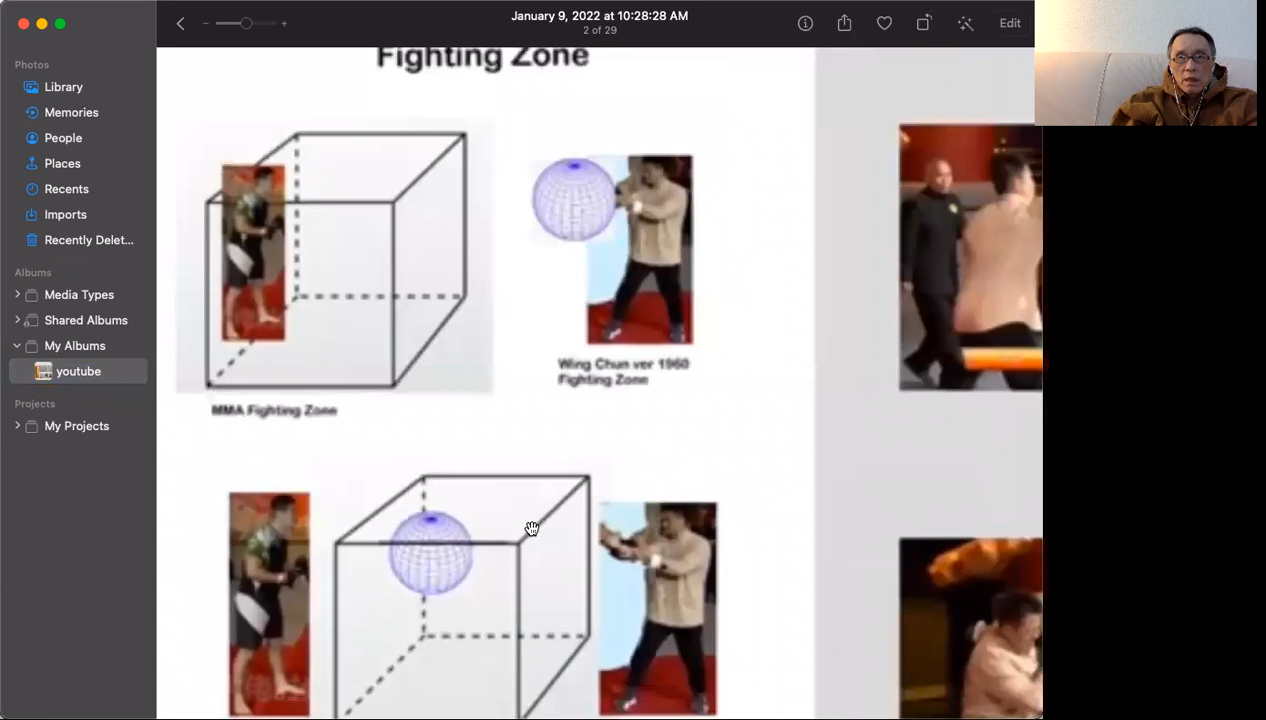 January 9, 2022 at 10:28:28 AM
2 of 29
Edit
Photos
Library
Memories
People
Places
Recents
Imports
Recently Delet...
Albums
Media Types
Shared Albums
My Albums
youtube
Projects
My Projects
Fighting Zone
MMA Fighting Zone
Wing Chun ver 1960
Fighting Zone